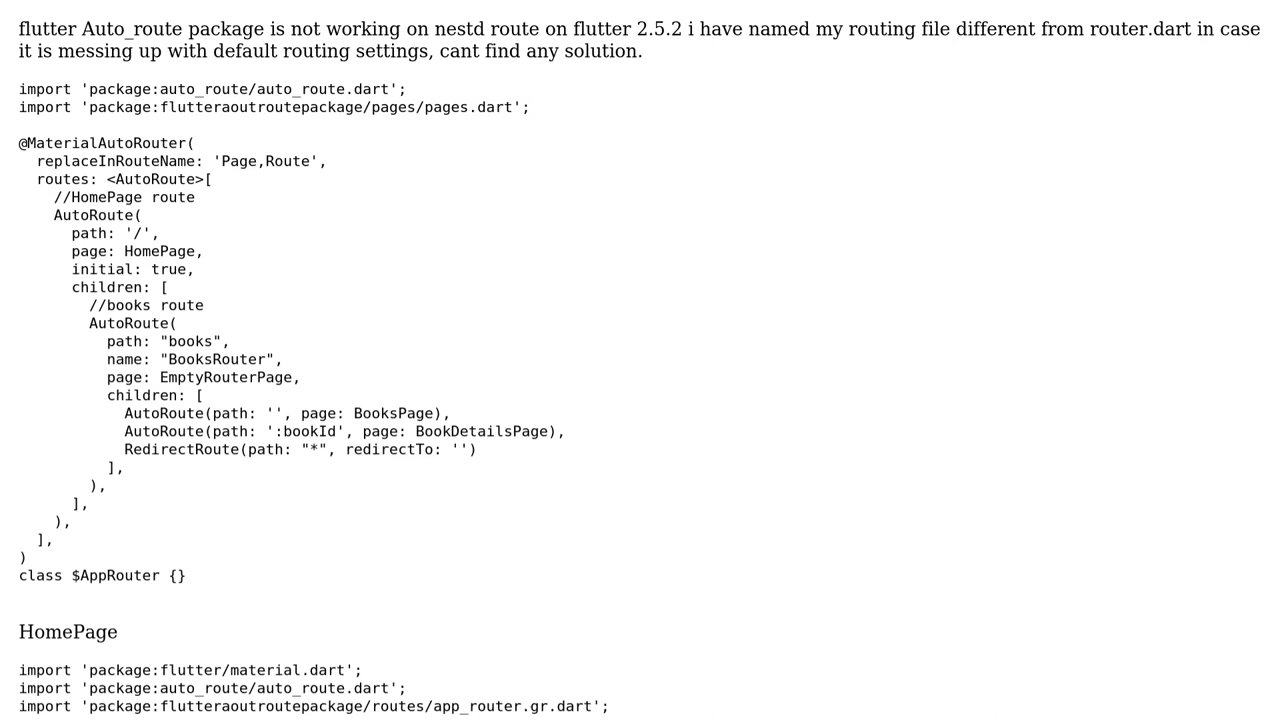 flutter Auto_route package is not working on nestd route on flutter 2.5.2 i have named my routing file different from router.dart in case
it is messing up with default routing settings, cant find any solution.
import 'package:auto_route/auto_route.dart';
import 'package:flutteraoutroutepackage/pages/pages.dart';
@MaterialAutoRouter(
  replaceInRouteName: 'Page,Route',
  routes: <AutoRoute>[
    //HomePage route
    AutoRoute(
      path: '/',
      page: HomePage,
      initial: true,
      children: [
        //books route
        AutoRoute(
          path: "books",
          name: "BooksRouter",
          page: EmptyRouterPage,
          children: [
            AutoRoute(path: '', page: BooksPage),
            AutoRoute(path: ':bookId', page: BookDetailsPage),
            RedirectRoute(path: "*", redirectTo: '')
          ],
        ),
      ],
    ),
  ],
)
class $AppRouter {}
HomePage
import 'package:flutter/material.dart';
import 'package:auto_route/auto_route.dart';
import 'package:flutteraoutroutepackage/routes/app_router.gr.dart';